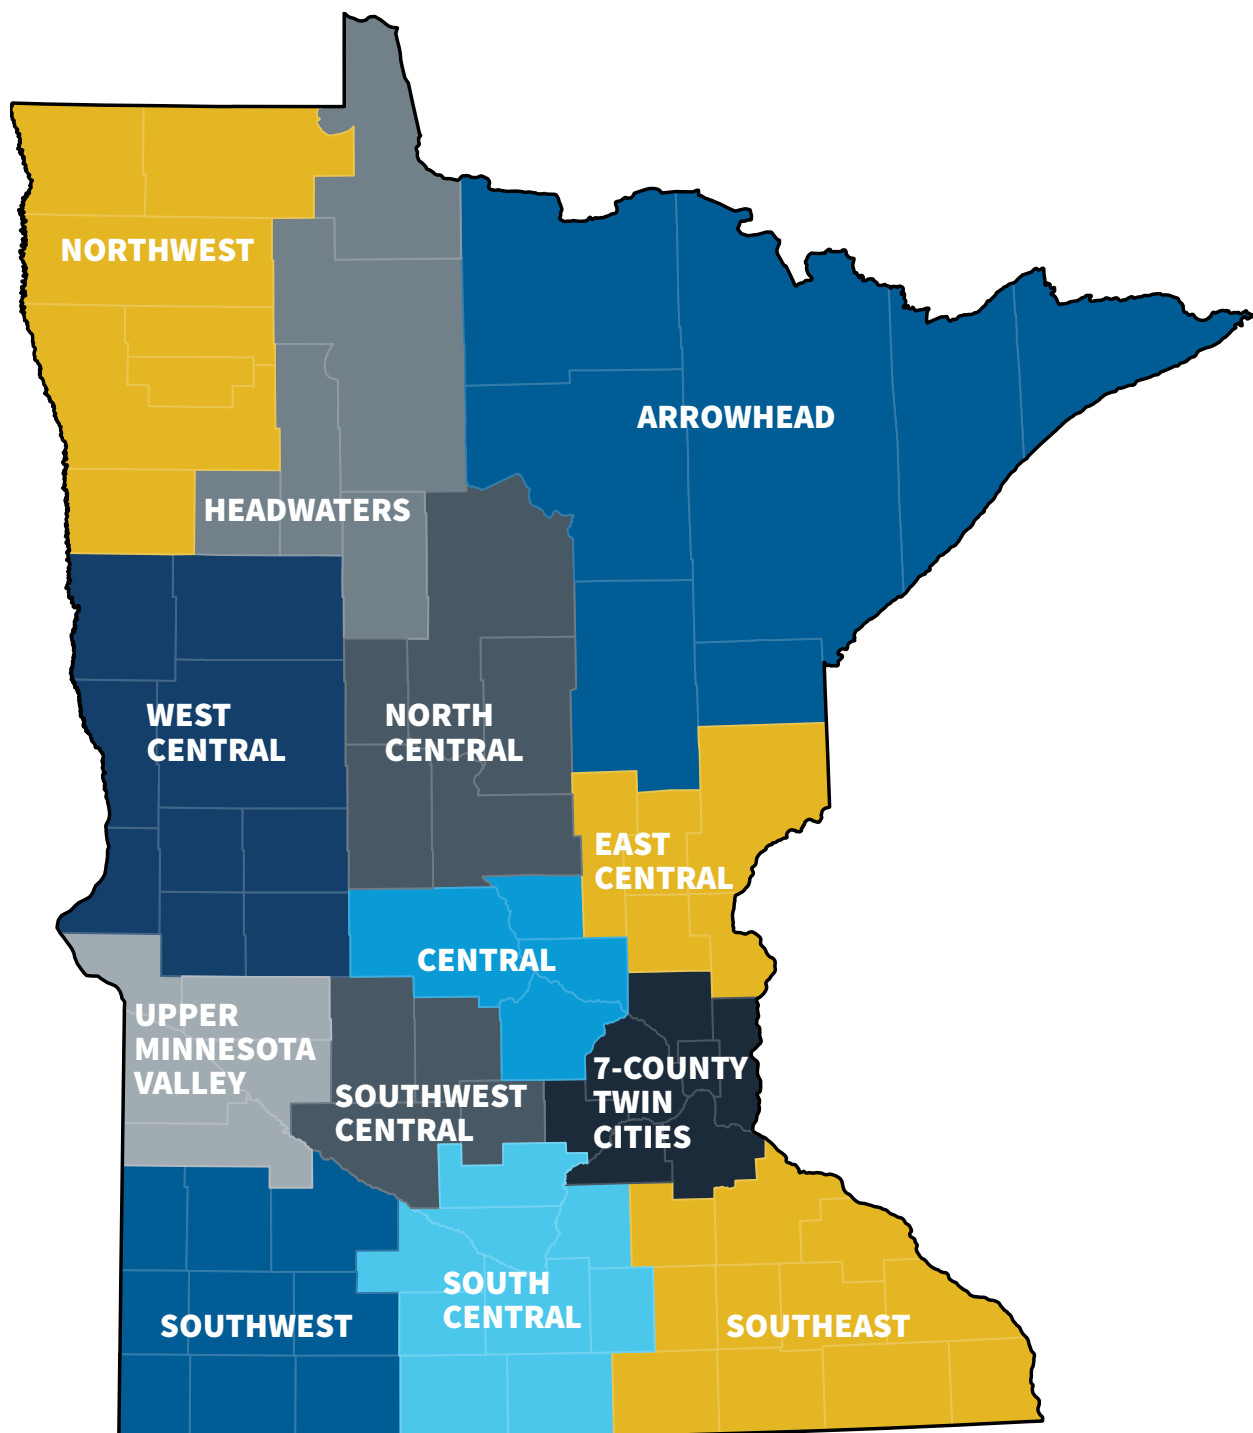 NORTHWEST
ARROWHEAD
HEADWATERS
WEST
CENTRAL
NORTH
CENTRAL
EAST
CENTRAL
CENTRAL
UPPER
MINNESOTA
VALLEY
SOUTHWEST
CENTRAL
7-COUNTY
TWIN
CITIES
SOUTHWEST
SOUTH
CENTRAL
SOUTHEAST